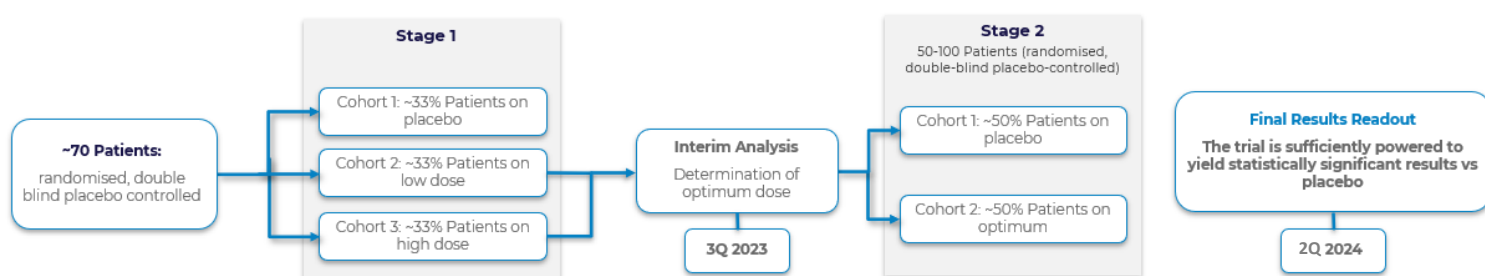 ~70 Patients:
randomised, double
blind placebo controlled
Stage 1
Cohort 1: ~33% Patients on
placebo
Cohort 2: ~33% Patients on
low dose
Cohort 3: ~33% Patients on
high dose
Interim Analysis
Determination of
optimum dose
3Q 2023
Stage 2
50-100 Patients (randomised,
double-blind placebo-controlled)
Cohort 1: ~50% Patients on
placebo
Cohort 2: ~50% Patients on
optimum
Final Results Readout
The trial is sufficiently powered to
yield statistically significant results vs
placebo
2Q 2024